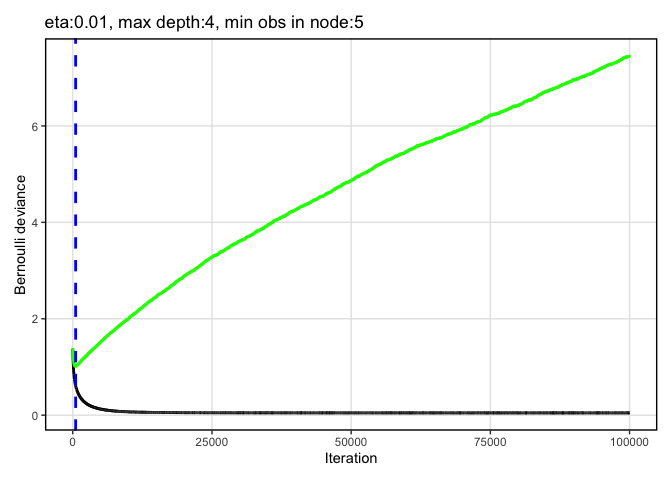 eta:0.01, max depth:4, min obs in node:5
Bernoulli deviance
6
4
2
0
0 25000 50000 75000 100000
Iteration